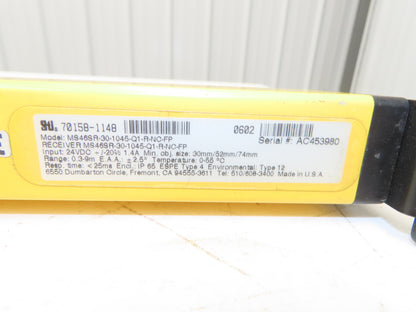 STI 70158-1148 0602
Model: MS46SR-30-1045-Q1-R-NC-FP Serial #: AC453980
RECEIVER MS46SR-30-1045-Q1-R-NC-FP
Input: 24VDC +/-20% 1.4A Min. obj. size: 30mm/52mm/74mm
Range: 0.3-9m E.A.A.: ±2.5° Temperature: 0-55 °C
Resp. time: <25ms Encl.: IP 65 ESPE Type 4 Environmental: Type 12
6550 Dumbarton Circle, Fremont, CA 94555-3611 Tel: 510/608-3400 Made in U.S.A.